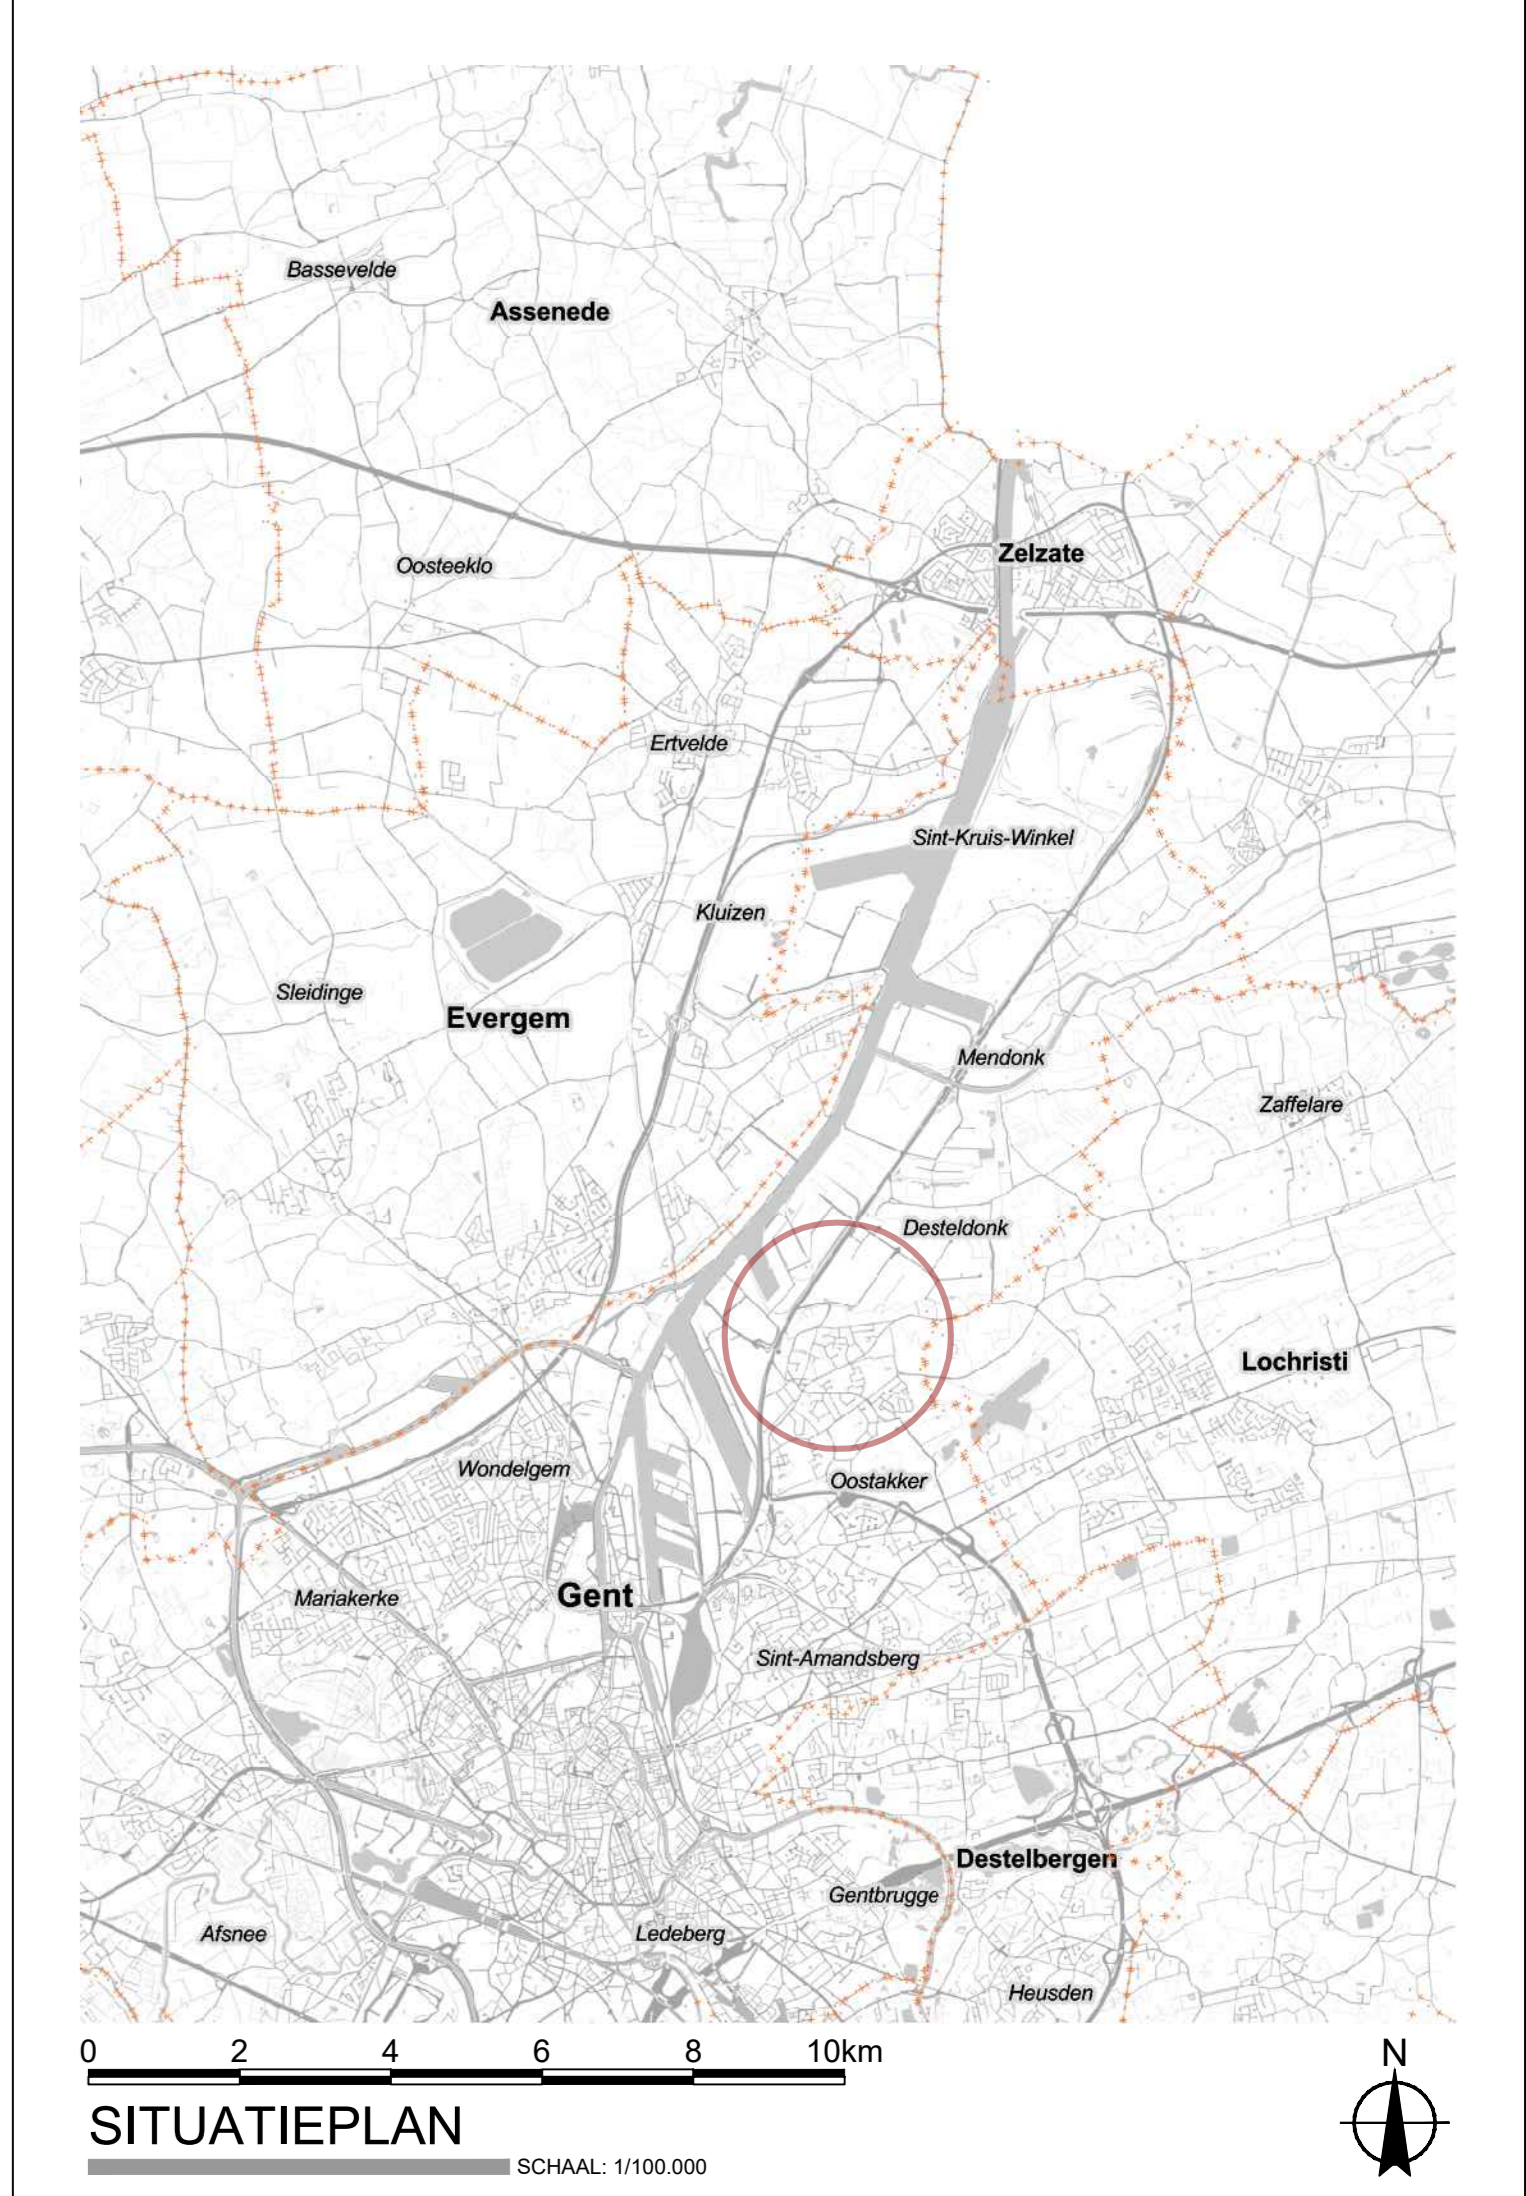 Bassevelde
Assenede
Zelzate
Oosteeklo
Ertvelde
Sint-Kruis-Winkel
Kluizen
Sleidinge
Evergem
Mendonk
Zaffelare
Desteldonk
Lochristi
Wondelgem
Oostakker
Gent
Mariakerke
Sint-Amandsberg
Destelbergen
Gentbrugge
Afsnee
Ledeberg
Heusden
0 2 4 6 8 10km
N
SITUATIEPLAN
SCHAAL: 1/100.000